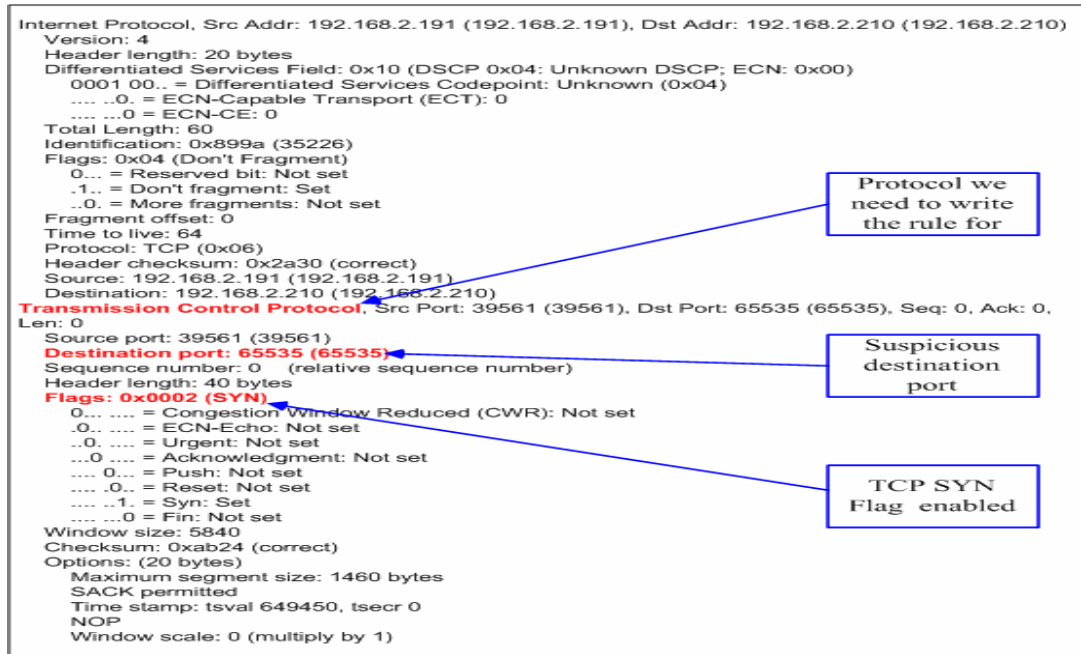 Internet Protocol, Src Addr: 192.168.2.191 (192.168.2.191), Dst Addr: 192.168.2.210 (192.168.2.210)
Version: 4
Header length: 20 bytes
Differentiated Services Field: 0x10 (DSCP 0x04: Unknown DSCP; ECN: 0x00)
0001 00.. = Differentiated Services Codepoint: Unknown (0x04)
.... ..0. = ECN-Capable Transport (ECT): 0
.... ...0 = ECN-CE: 0
Total Length: 60
Identification: 0x899a (35226)
Flags: 0x04 (Don't Fragment)
0... = Reserved bit: Not set
.1.. = Don't fragment: Set
..0. = More fragments: Not set
Fragment offset: 0
Time to live: 64
Protocol: TCP (0x06)
Header checksum: 0x2a30 (correct)
Source: 192.168.2.191 (192.168.2.191)
Destination: 192.168.2.210 (192.168.2.210)
Transmission Control Protocol, Src Port: 39561 (39561), Dst Port: 65535 (65535), Seq: 0, Ack: 0,
Len: 0
Source port: 39561 (39561)
Destination port: 65535 (65535)
Sequence number: 0 (relative sequence number)
Header length: 40 bytes
Flags: 0x0002 (SYN)
0... .... = Congestion Window Reduced (CWR): Not set
.0.. .... = ECN-Echo: Not set
..0. .... = Urgent: Not set
...0 .... = Acknowledgment: Not set
.... 0... = Push: Not set
.... .0.. = Reset: Not set
.... ..1. = Syn: Set
.... ...0 = Fin: Not set
Window size: 5840
Checksum: 0xab24 (correct)
Options: (20 bytes)
Maximum segment size: 1460 bytes
SACK permitted
Time stamp: tsval 649450, tsecr 0
NOP
Window scale: 0 (multiply by 1)
Protocol we
need to write
the rule for
Suspicious
destination
port
TCP SYN
Flag enabled